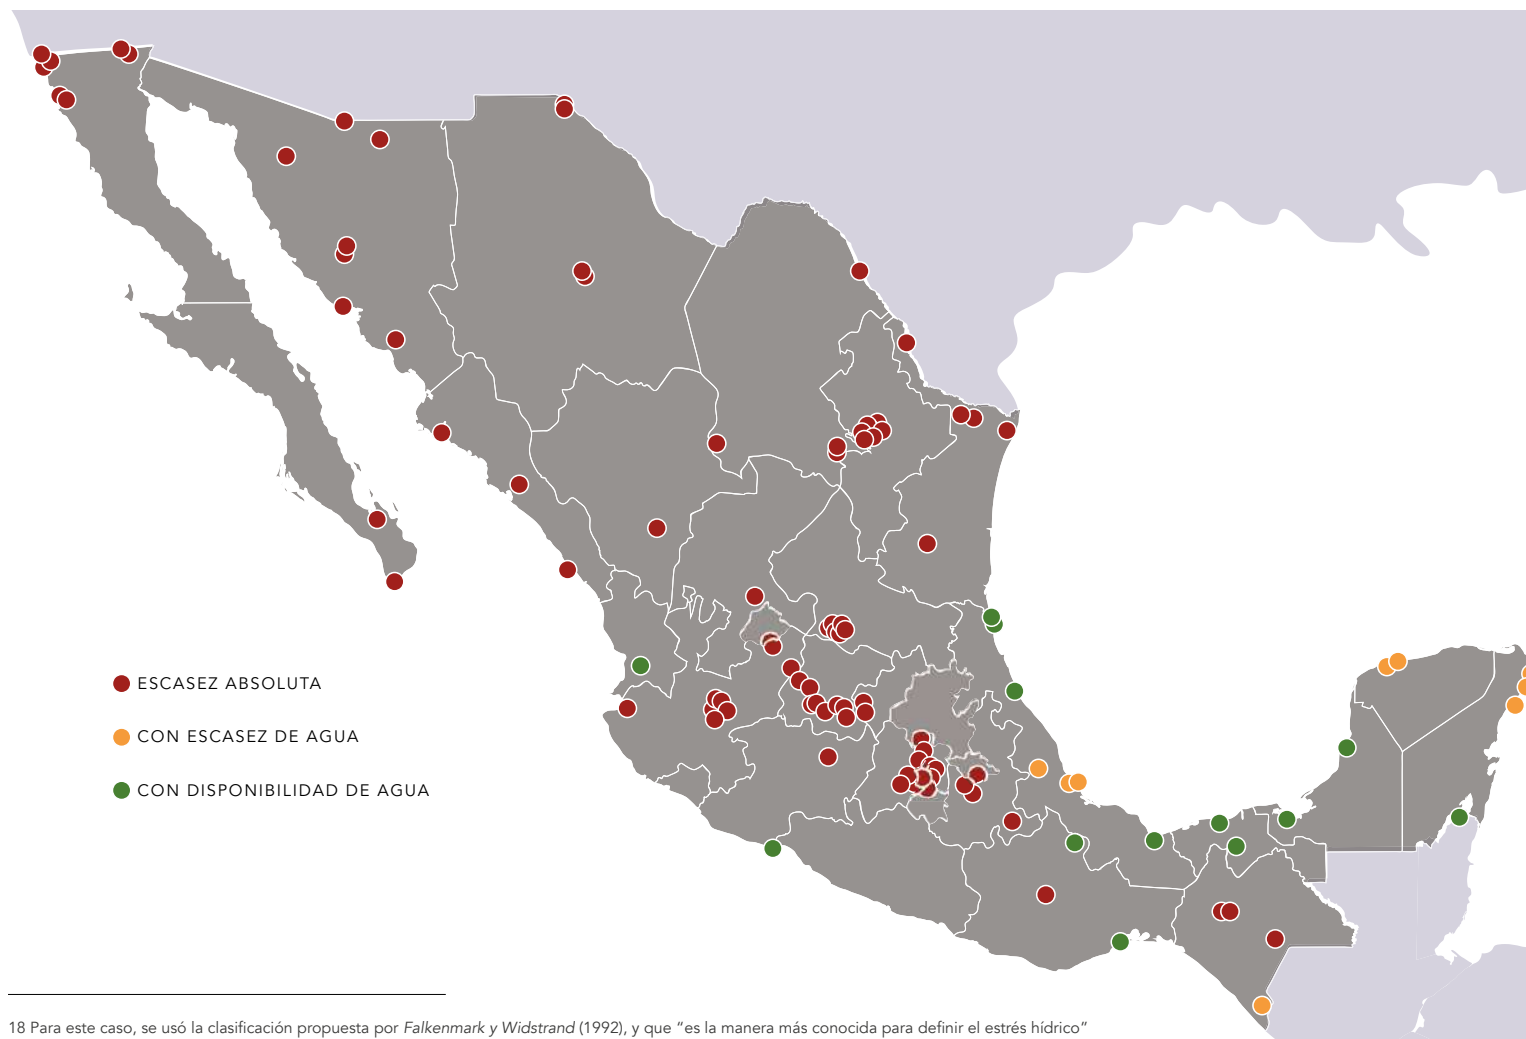 ESCASEZ ABSOLUTA
CON ESCASEZ DE AGUA
CON DISPONIBILIDAD DE AGUA
18 Para este caso, se usó la clasificación propuesta por Falkenmark y Widstrand (1992), y que “es la manera más conocida para definir el estrés hídrico”